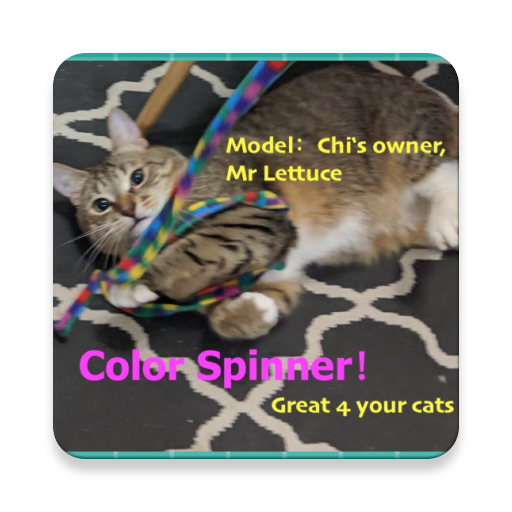 Model: Chi's owner,
Mr Lettuce
Color Spinner!
Great 4 your cats